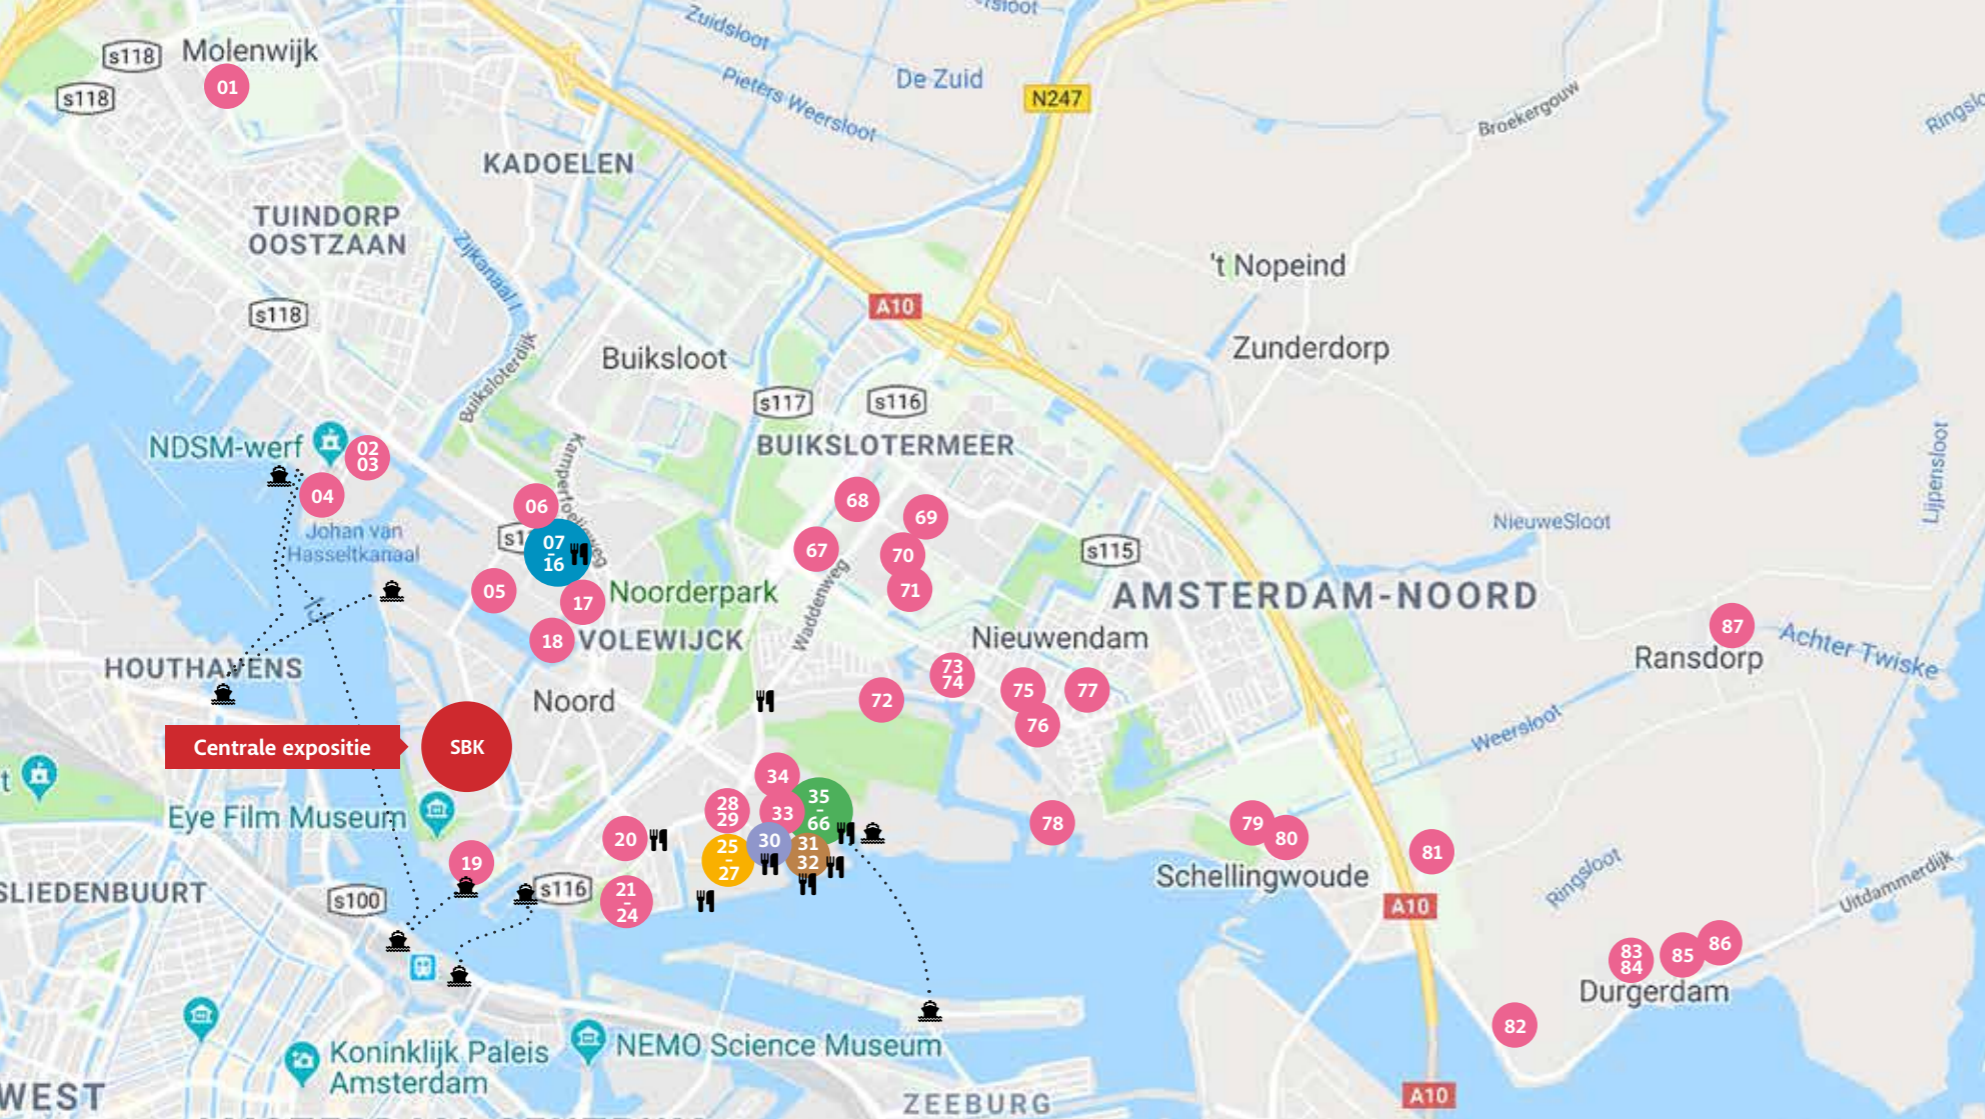 Zuidsloot
s118
Molenwijk
01
De Zuid
Pieters Weersloot
s118
N247
Broekergouw
KADOELEN
TUINDORP
OOSTZAAN
Zijkanaal I
't Nopeind
A10
s118
Zunderdorp
Buiksloot
Buiksloterdijk
s117
s116
NDSM-werf
02
03
BUIKSLOTERMEER
Lijpensloot
04
06
68
69
NieuweSloot
Johan van
Hasseltkanaal
07
-
16
67
70
s115
05
17
Noorderpark
71
AMSTERDAM-NOORD
Waddenweg
IJ
18
VOLEWIJCK
Nieuwendam
87
Achter Twiske
Ransdorp
HOUTHAVENS
73
74
75
77
Noord
72
76
Weersloot
Centrale expositie
SBK
34
35
-
66
28
29
33
Eye Film Museum
78
79
80
20
30
25
-
27
31
32
81
19
Schellingwoude
Ringsloot
Uitdammerdijk
s100
s116
21
-
24
A10
83
84
85
86
Durgerdam
82
Koninklijk Paleis
Amsterdam
NEMO Science Museum
WEST
ZEEBURG
A10